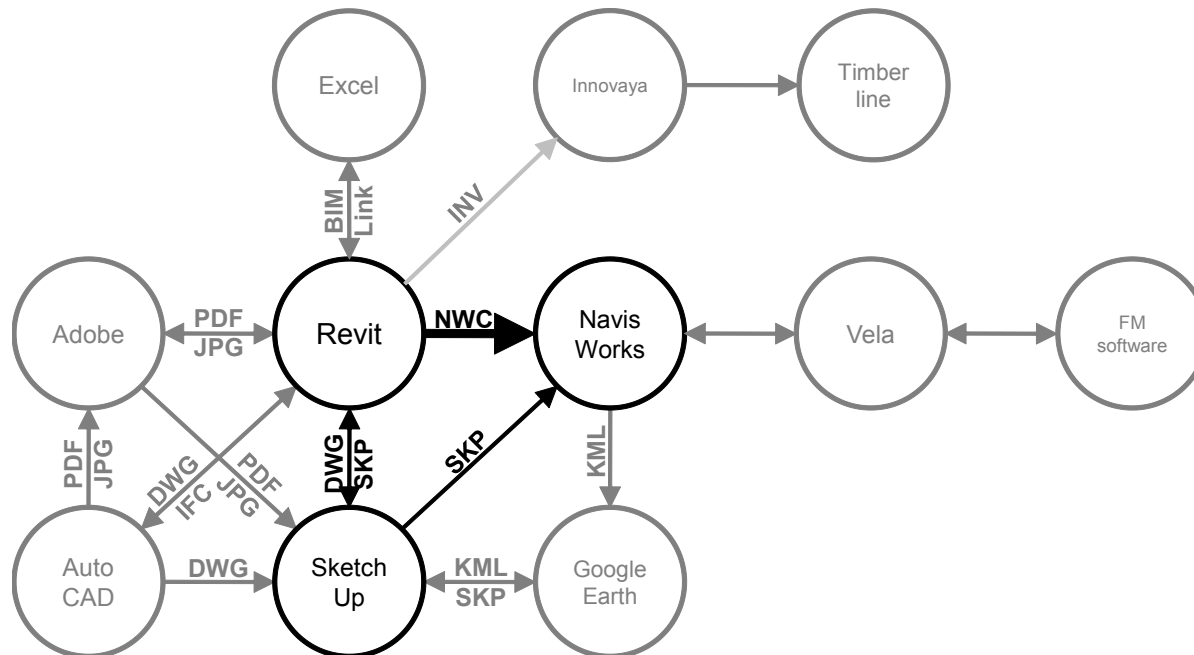 Excel
Innovaya
Timber
line
BIM
Link
INV
Adobe
PDF
JPG
Revit
NWC
Navis
Works
Vela
FM
software
PDF
JPG
DWG
IFC
PDF
JPG
DWG
SKP
SKP
KML
Auto
CAD
DWG
Sketch
Up
KML
SKP
Google
Earth